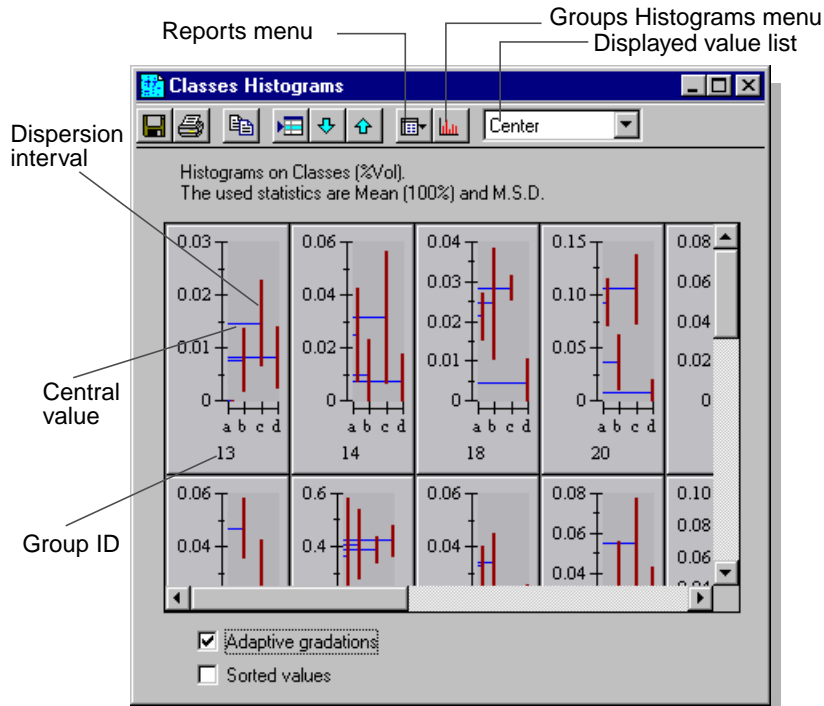 Groups Histograms menu
Reports menu
Displayed value list
Classes Histograms
Center
Dispersion
interval
Histograms on Classes (%Vol).
The used statistics are Mean (100%) and M.S.D.
0.03
0.02
0.01
0
a b c d
13
0.06
0.04
0.02
0
a b c d
14
0.04
0.03
0.02
0.01
0
a b c d
18
0.15
0.10
0.05
0
a b c d
20
0.08
0.06
0.04
0.02
0
Central
value
Group ID
0.06
0.04
0.6
0.4
0.06
0.04
0.08
0.06
0.04
0.10
0.08
0.06
0.04
Adaptive gradations
Sorted values